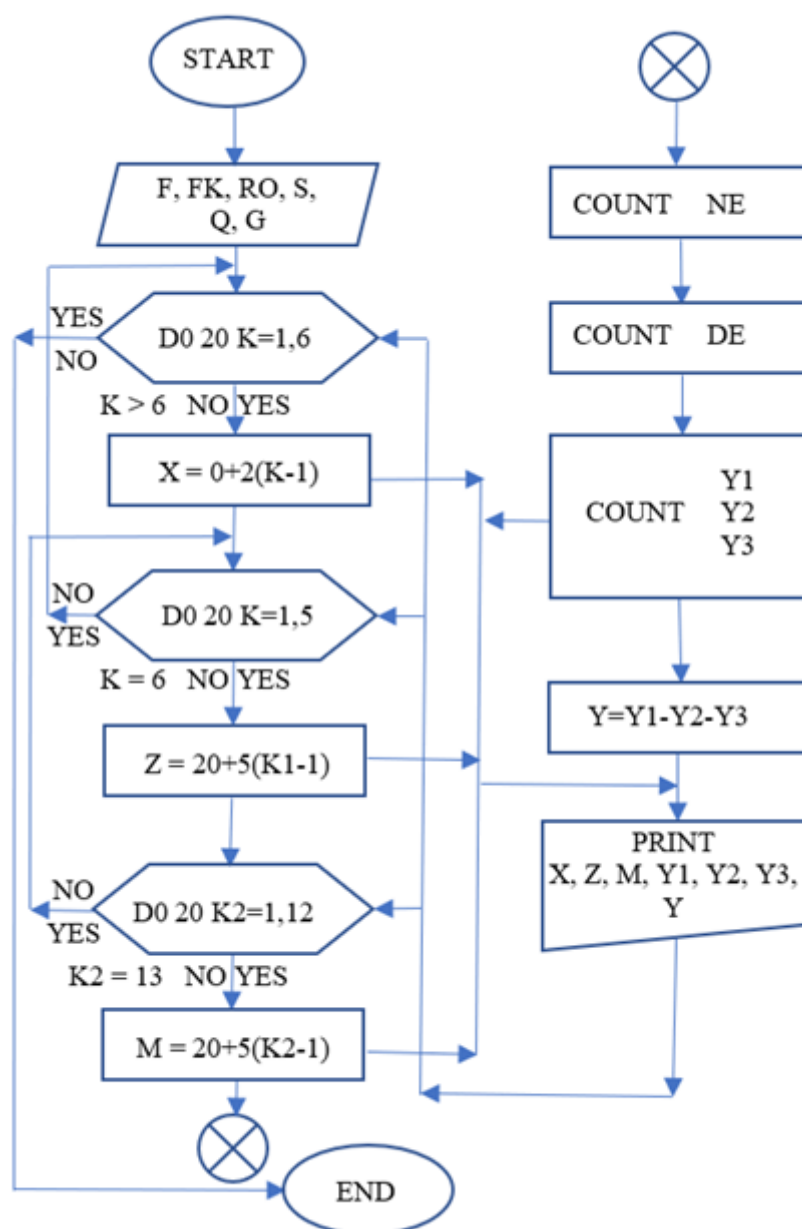 START
F, FK, RO, S,
Q, G
YES
NO
D0 20 K=1,6
K > 6 NO YES
X = 0+2(K-1)
NO
YES
D0 20 K=1,5
K = 6 NO YES
Z = 20+5(K1-1)
NO
YES
D0 20 K2=1,12
K2 = 13 NO YES
M = 20+5(K2-1)
END
COUNT NE
COUNT DE
COUNT
Y1
Y2
Y3
Y=Y1-Y2-Y3
PRINT
X, Z, M, Y1, Y2, Y3,
Y